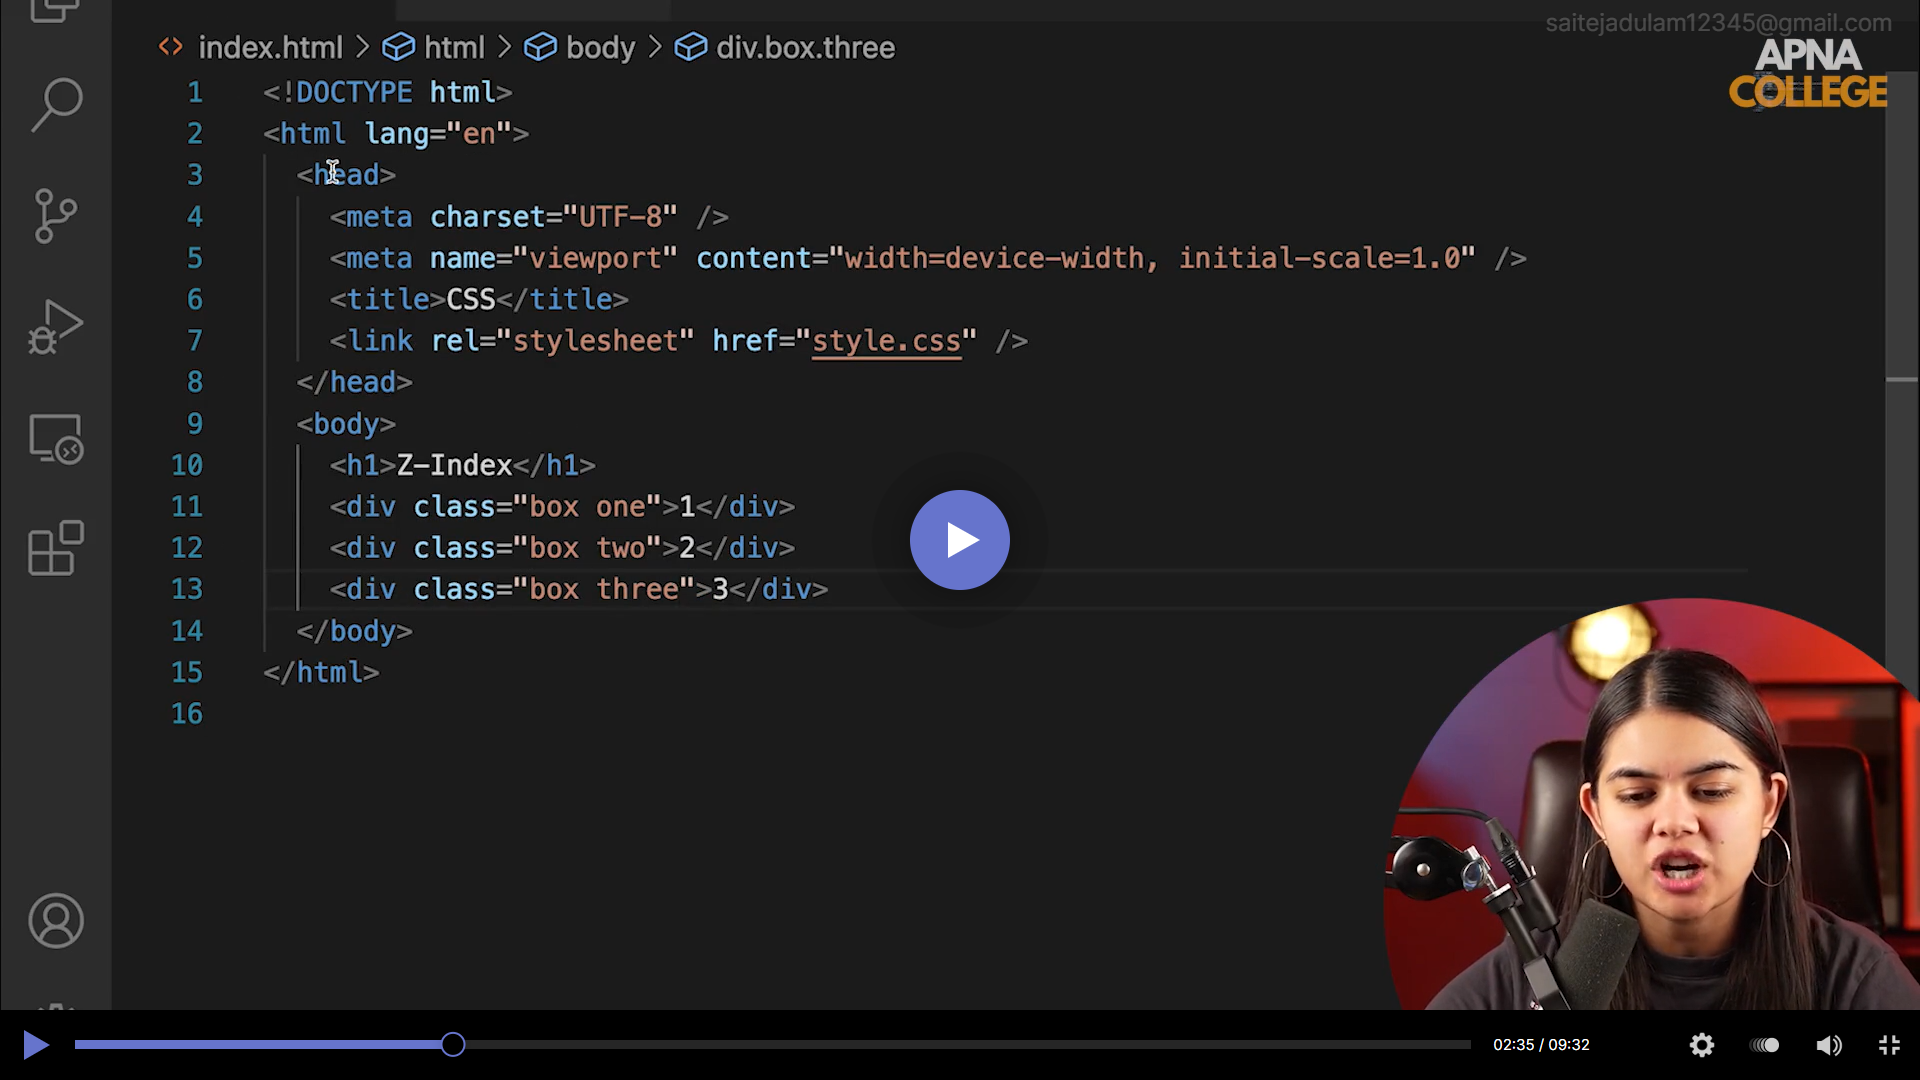 saitejadulam12345@gmail.com
APNA
COLLEGE
<> index.html > html > body > div.box.three
1 <!DOCTYPE html>
2 <html lang="en">
3 <head>
4 <meta charset="UTF-8" />
5 <meta name="viewport" content="width=device-width, initial-scale=1.0" />
6 <title>CSS</title>
7 <link rel="stylesheet" href="style.css" />
8 </head>
9 <body>
10 <h1>Z-Index</h1>
11 <div class="box one">1</div>
12 <div class="box two">2</div>
13 <div class="box three">3</div>
14 </body>
15 </html>
16
02:35 / 09:32